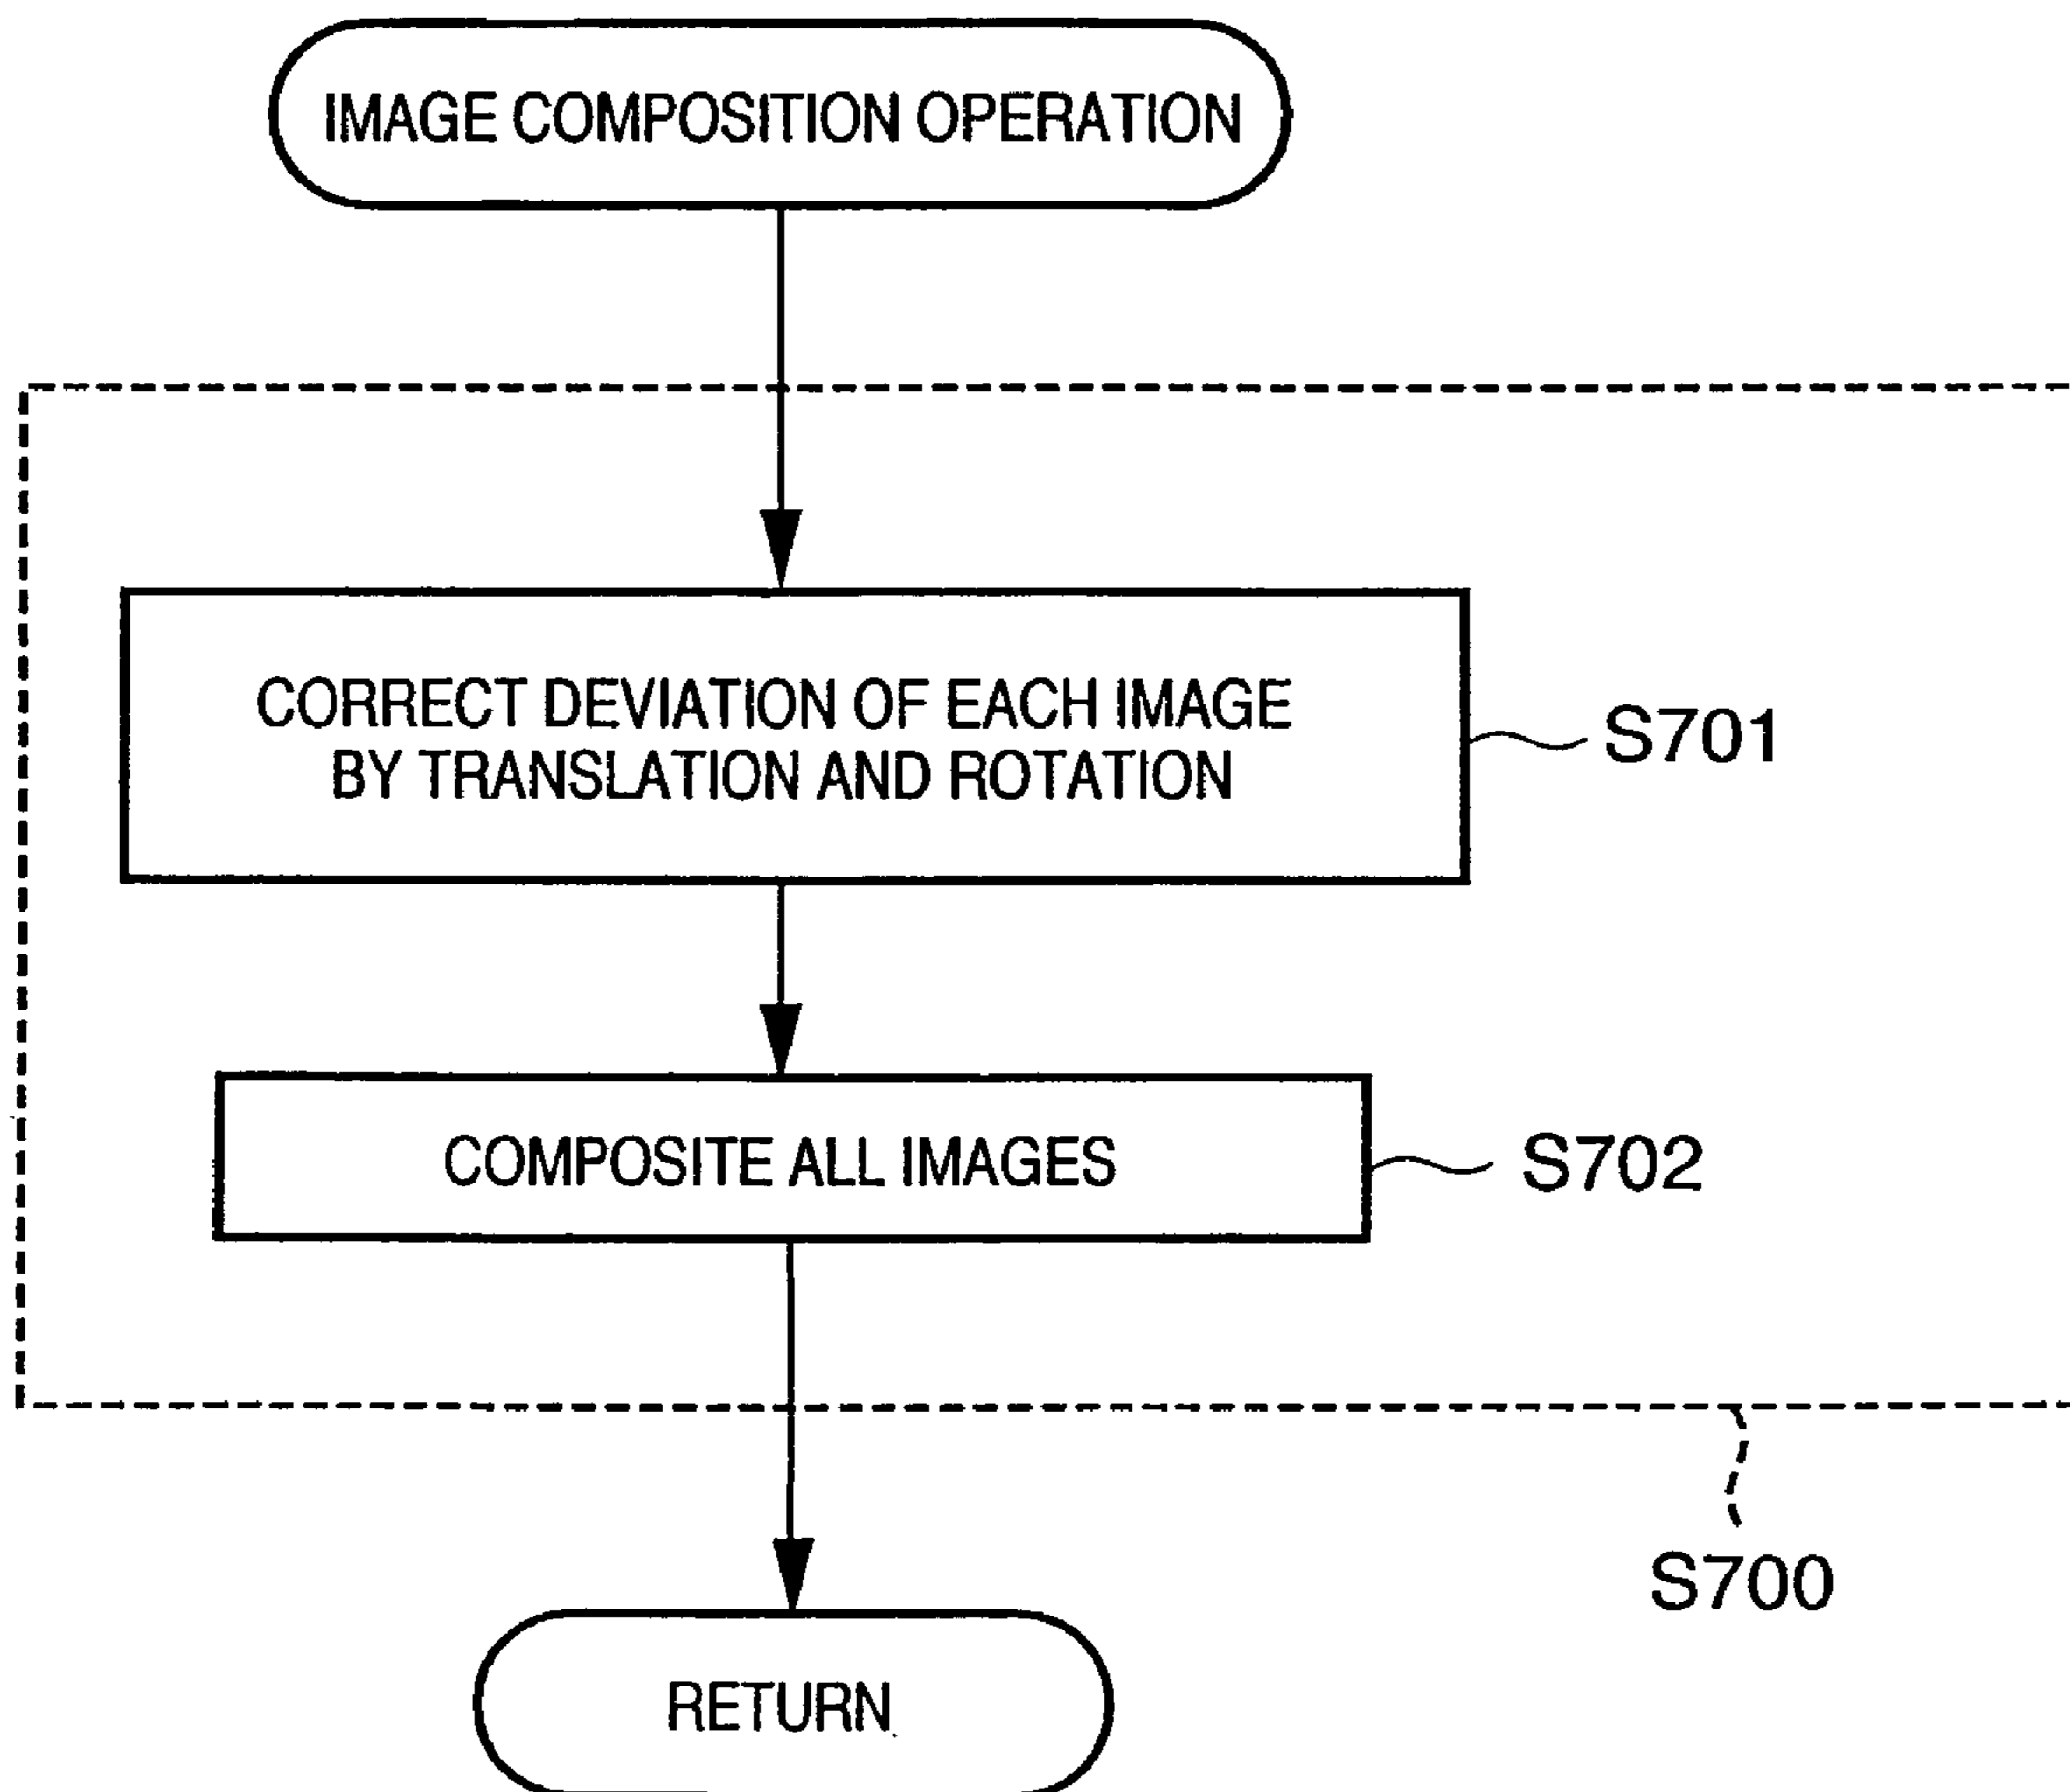 IMAGE COMPOSITION OPERATION
CORRECT DEVIATION OF EACH IMAGE
BY TRANSLATION AND ROTATION
S701
COMPOSITE ALL IMAGES
S702
S700
RETURN